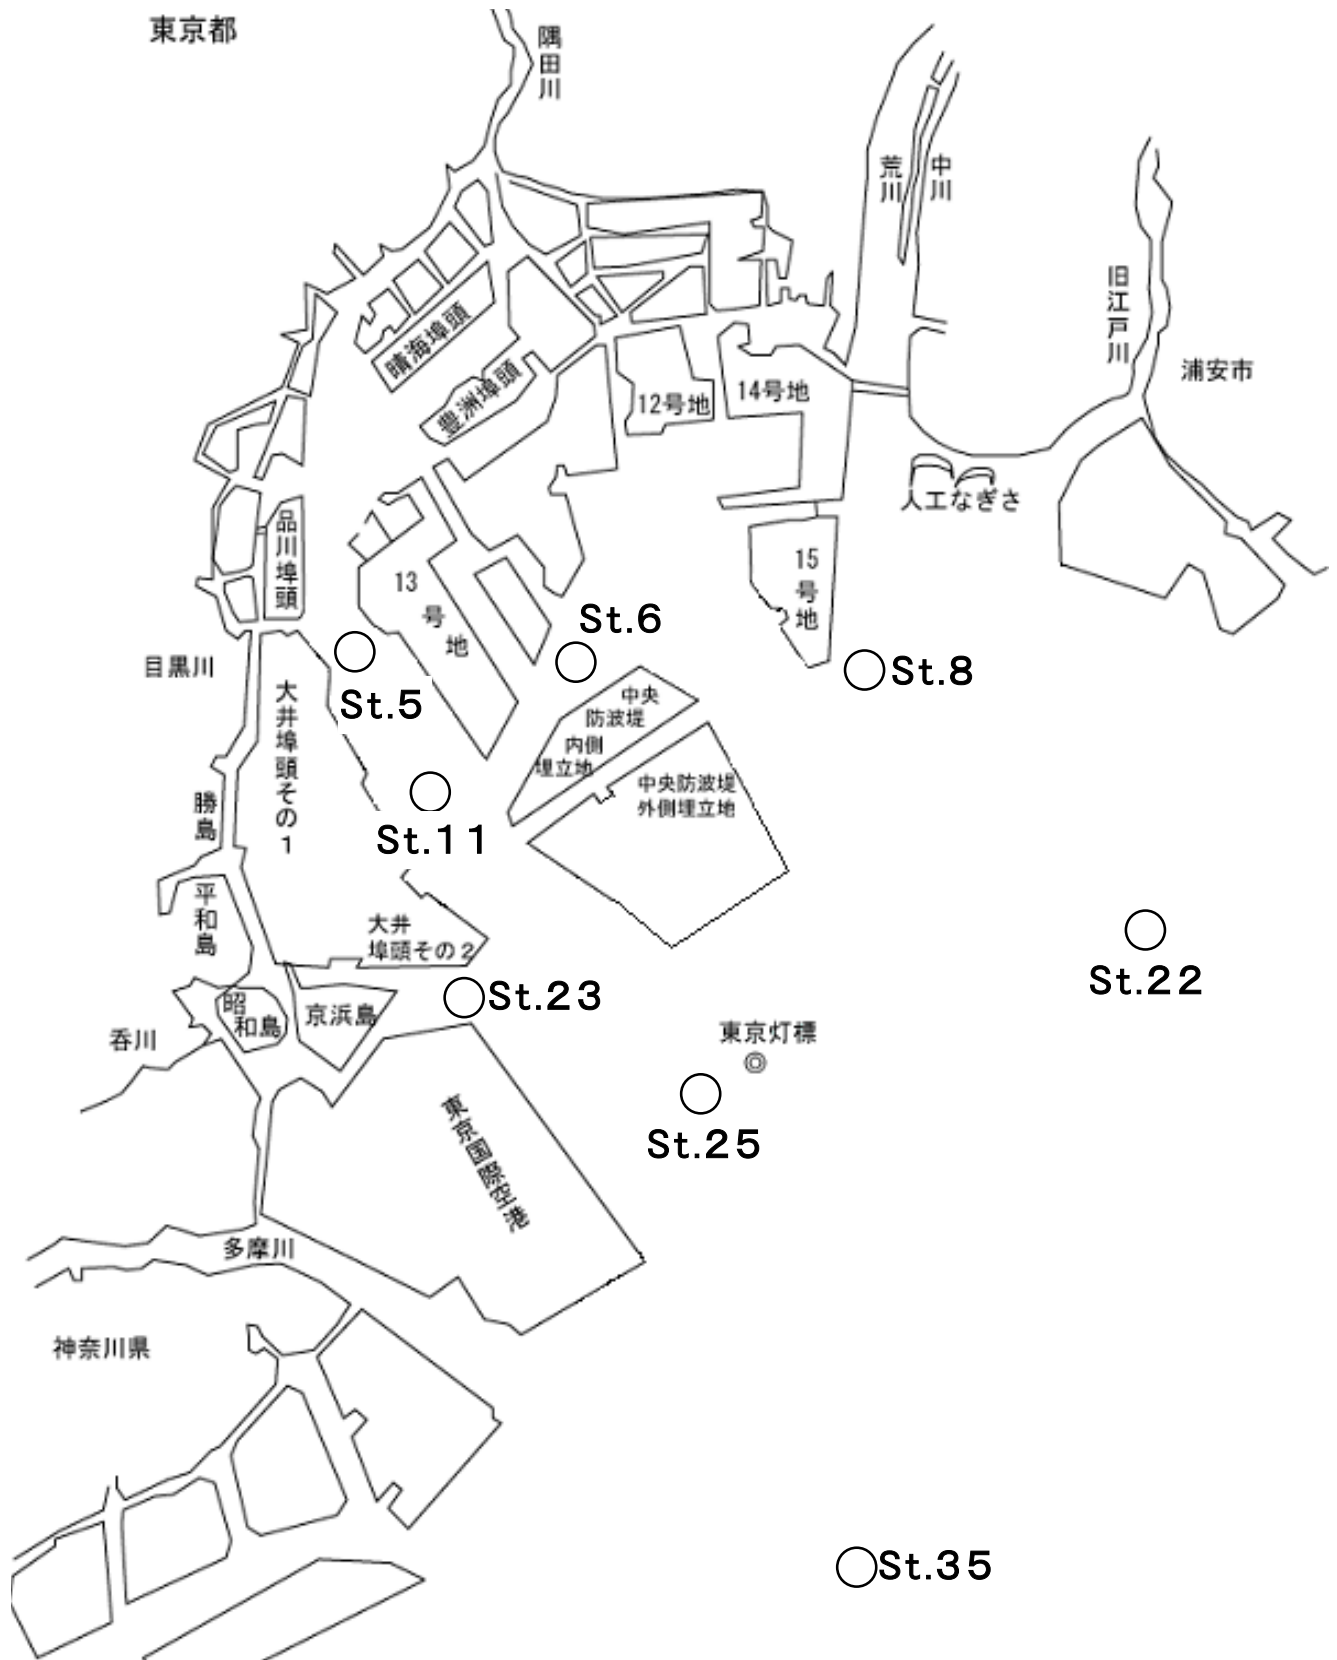 東京都
隅田川
荒川
中川
旧江戸川
浦安市
晴海埠頭
豊洲埠頭
12号地
14号地
人工なぎさ
品川埠頭
13号地
15号地
St.6
St.5
St.8
目黒川
大井埠頭その1
中央
防波堤
内側
埋立地
中央防波堤
外側埋立地
勝島
St.11
平和島
大井
埠頭その2
St.22
St.23
昭和島
京浜島
呑川
東京灯標
St.25
東京国際空港
多摩川
神奈川県
St.35